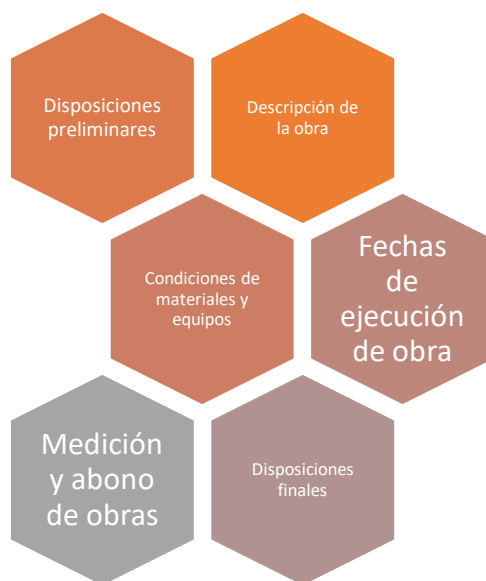 Disposiciones
preliminares
Descripción de
la obra
Condiciones de
materiales y
equipos
Fechas
de
ejecución
de obra
Medición
y abono
de obras
Disposiciones
finales